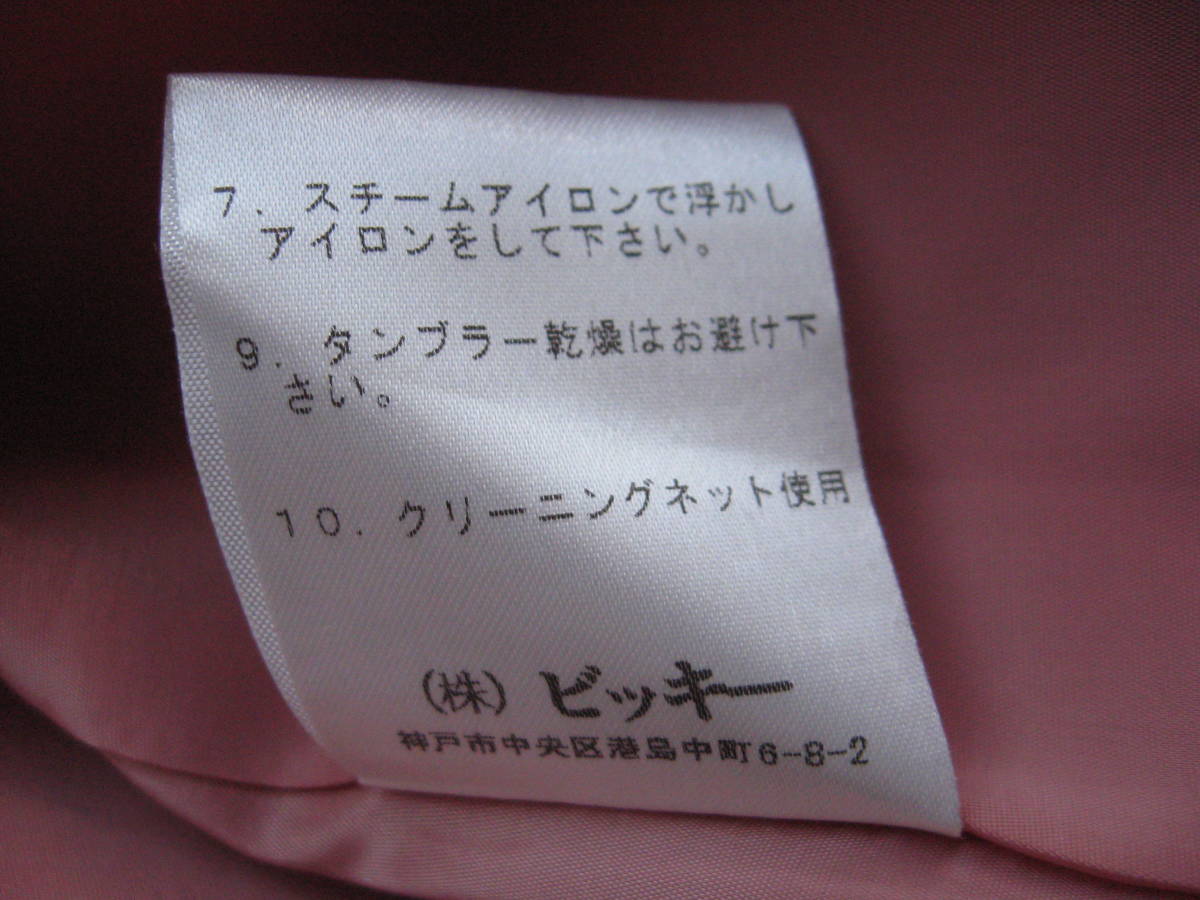 7. スチームアイロンで浮かし
アイロンをして下さい。
9. タンブラー乾燥はお避け下
さい。
10. クリーニングネット使用
(株) ビッキー
神戸市中央区港島中町6-8-2